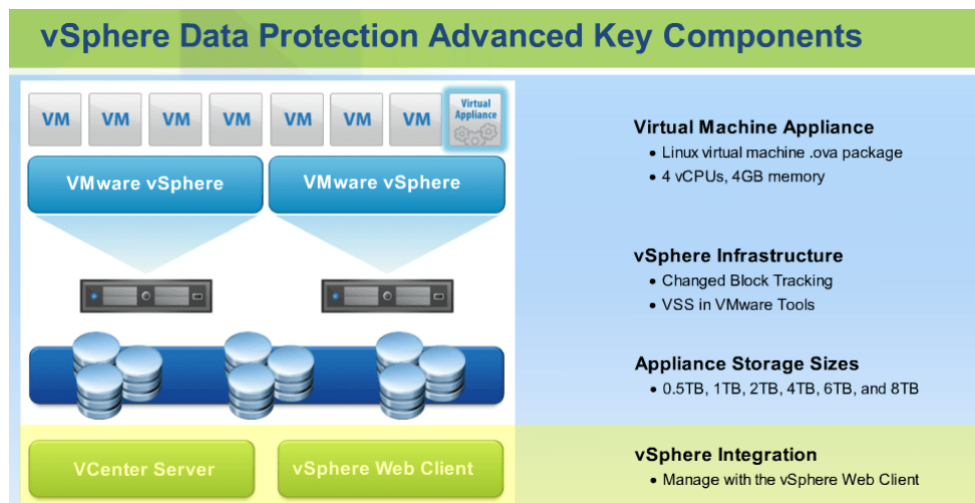 vSphere Data Protection Advanced Key Components
VM VM VM VM VM VM VM Virtual Appliance
VMware vSphere VMware vSphere
Virtual Machine Appliance
• Linux virtual machine .ova package
• 4 vCPUs, 4GB memory
vSphere Infrastructure
• Changed Block Tracking
• VSS in VMware Tools
Appliance Storage Sizes
• 0.5TB, 1TB, 2TB, 4TB, 6TB, and 8TB
VCenter Server vSphere Web Client
vSphere Integration
• Manage with the vSphere Web Client